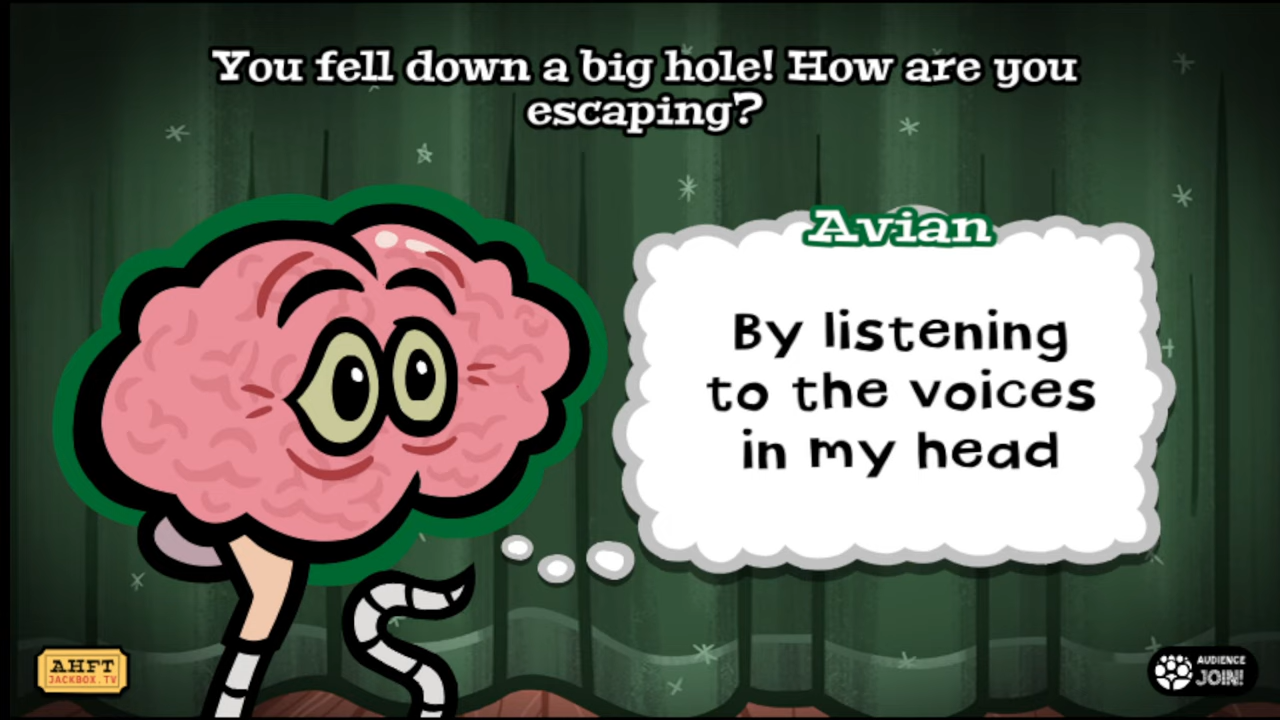 You fell down a big hole! How are you
escaping?
Avian
By listening
to the voices
in my head
AHFT
JACKBOX.TV
AUDIENCE
JOIN!